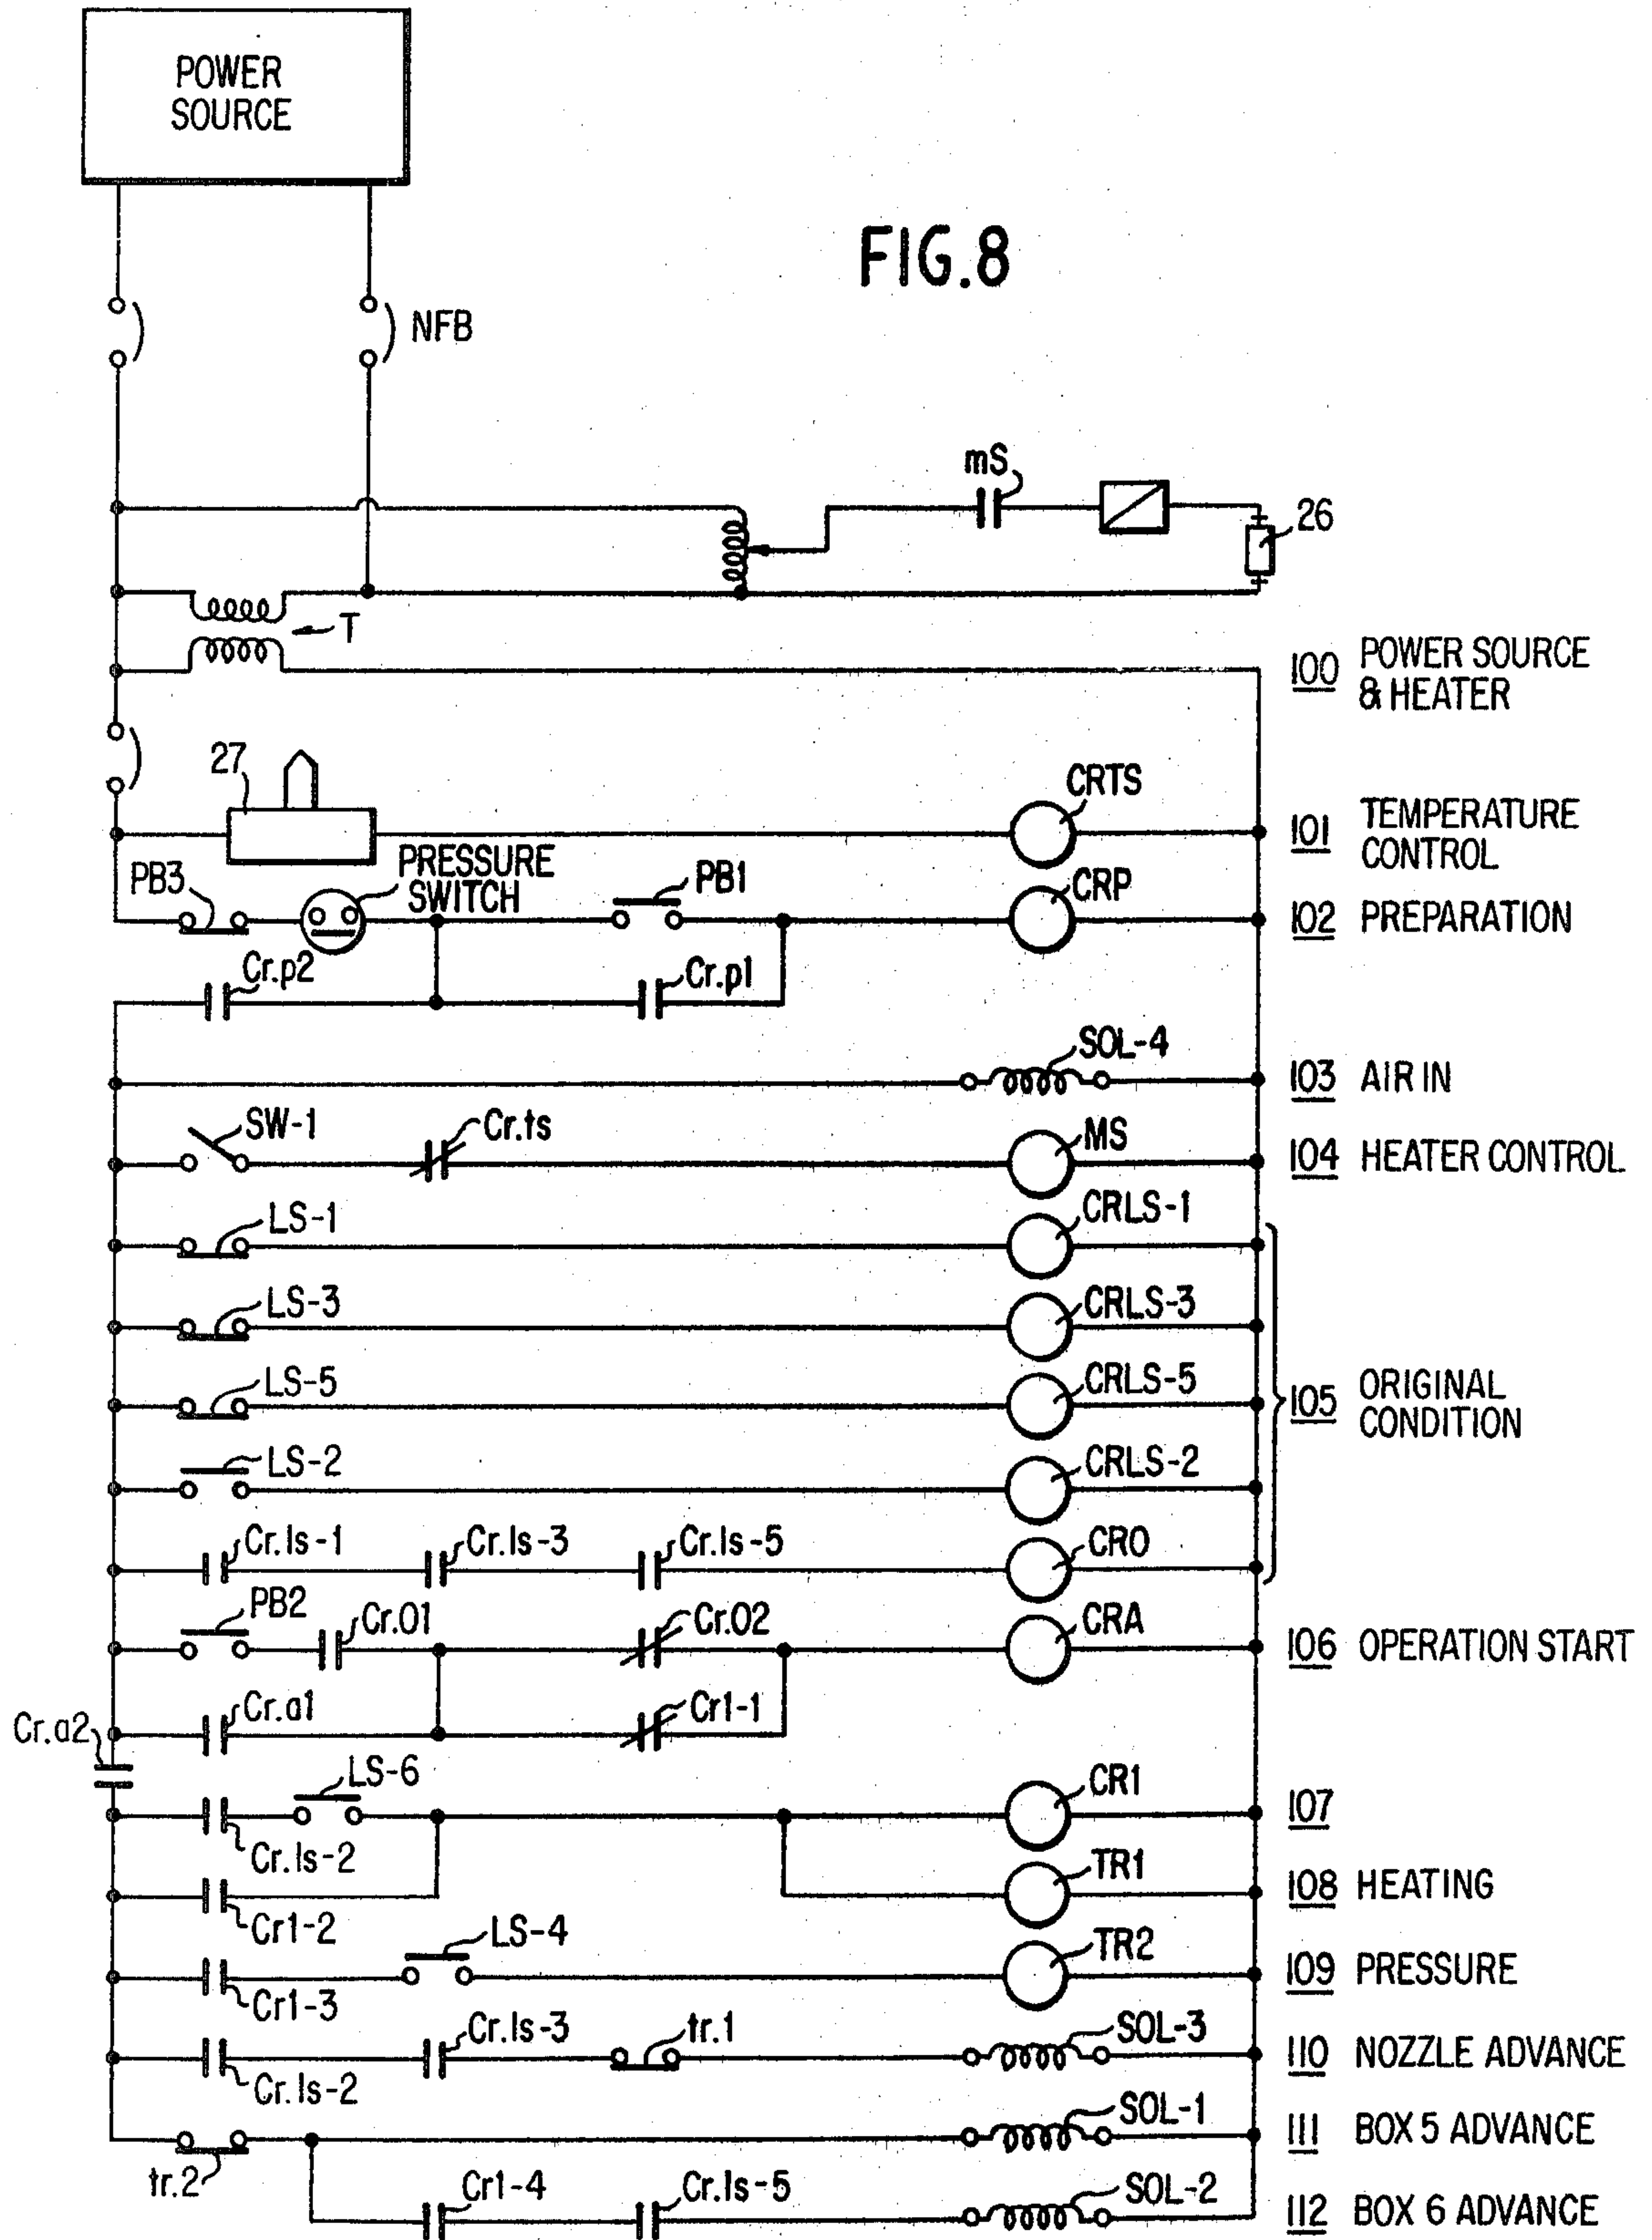 POWER
SOURCE
FIG.8
NFB
mS
26
T
100 POWER SOURCE
& HEATER
27
CRTS
101 TEMPERATURE
CONTROL
PB3
PRESSURE
SWITCH
PB1
CRP
102 PREPARATION
Cr.p2
Cr.p1
SOL-4
103 AIR IN
SW-1
Cr.ts
MS
104 HEATER CONTROL
LS-1
CRLS-1
LS-3
CRLS-3
LS-5
CRLS-5
105 ORIGINAL
CONDITION
LS-2
CRLS-2
Cr.ls-1
Cr.ls-3
Cr.ls-5
CRO
PB2
Cr.01
Cr.02
CRA
106 OPERATION START
Cr.a2
Cr.a1
Cr1-1
LS-6
CR1
107
Cr.ls-2
TR1
108 HEATING
Cr1-2
LS-4
TR2
109 PRESSURE
Cr1-3
Cr.ls-3
tr.1
SOL-3
110 NOZZLE ADVANCE
Cr.ls-2
SOL-1
111 BOX 5 ADVANCE
tr.2
Cr1-4
Cr.ls-5
SOL-2
112 BOX 6 ADVANCE